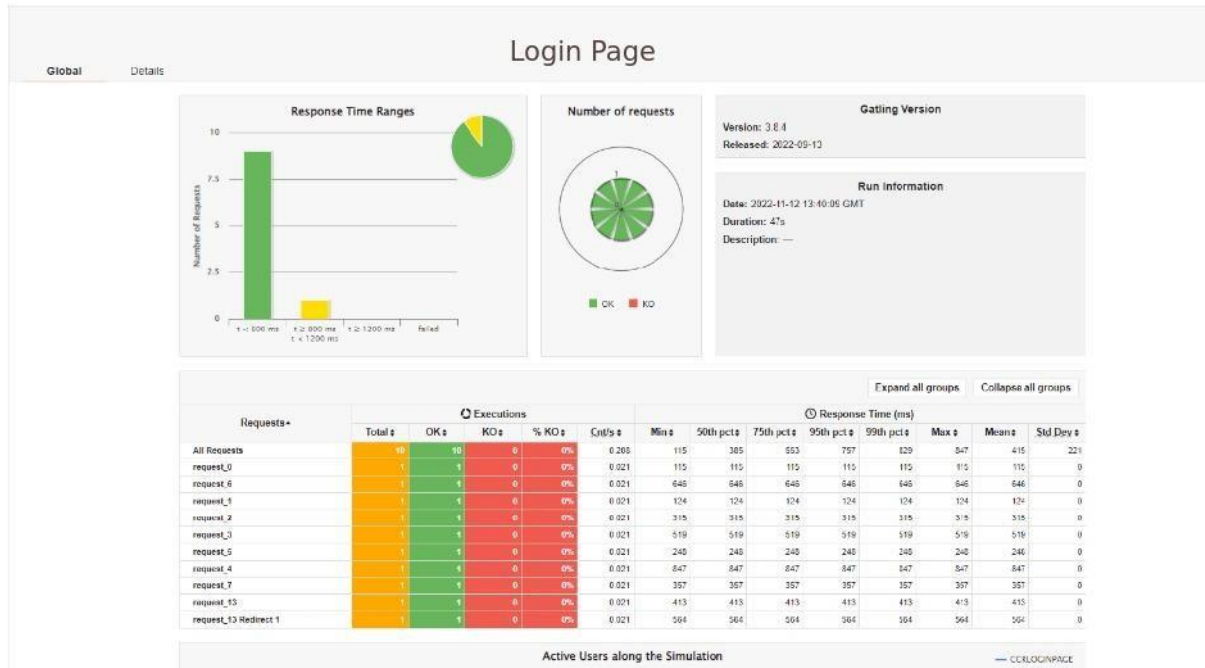 Login Page
Global Details
Response Time Ranges
10
7.5
5
2.5
0
Number of Requests
t < 800 ms
t ≥ 800 ms
t < 1200 ms
t ≥ 1200 ms
failed
Number of requests
1
0
OK KO
Gatling Version
Version: 3.8.4
Released: 2022-09-13
Run Information
Date: 2022-11-12 13:40:09 GMT
Duration: 47s
Description: —
Expand all groups Collapse all groups
Requests Executions Response Time (ms)
Total OK KO % KO Cnt/s Min 50th pct 75th pct 95th pct 99th pct Max Mean Std Dev
All Requests 10 10 0 0% 0.208 115 385 553 757 829 847 415 221
request_0 1 1 0 0% 0.021 115 115 115 115 115 115 115 0
request_6 1 1 0 0% 0.021 646 646 646 646 646 646 646 0
request_1 1 1 0 0% 0.021 124 124 124 124 124 124 124 0
request_2 1 1 0 0% 0.021 315 315 315 315 315 315 315 0
request_3 1 1 0 0% 0.021 519 519 519 519 519 519 519 0
request_5 1 1 0 0% 0.021 246 246 246 246 246 246 246 0
request_4 1 1 0 0% 0.021 847 847 847 847 847 847 847 0
request_7 1 1 0 0% 0.021 357 357 357 357 357 357 357 0
request_13 1 1 0 0% 0.021 413 413 413 413 413 413 413 0
request_13 Redirect 1 1 1 0 0% 0.021 564 564 564 564 564 564 564 0
Active Users along the Simulation
CCRLOGINPAGE